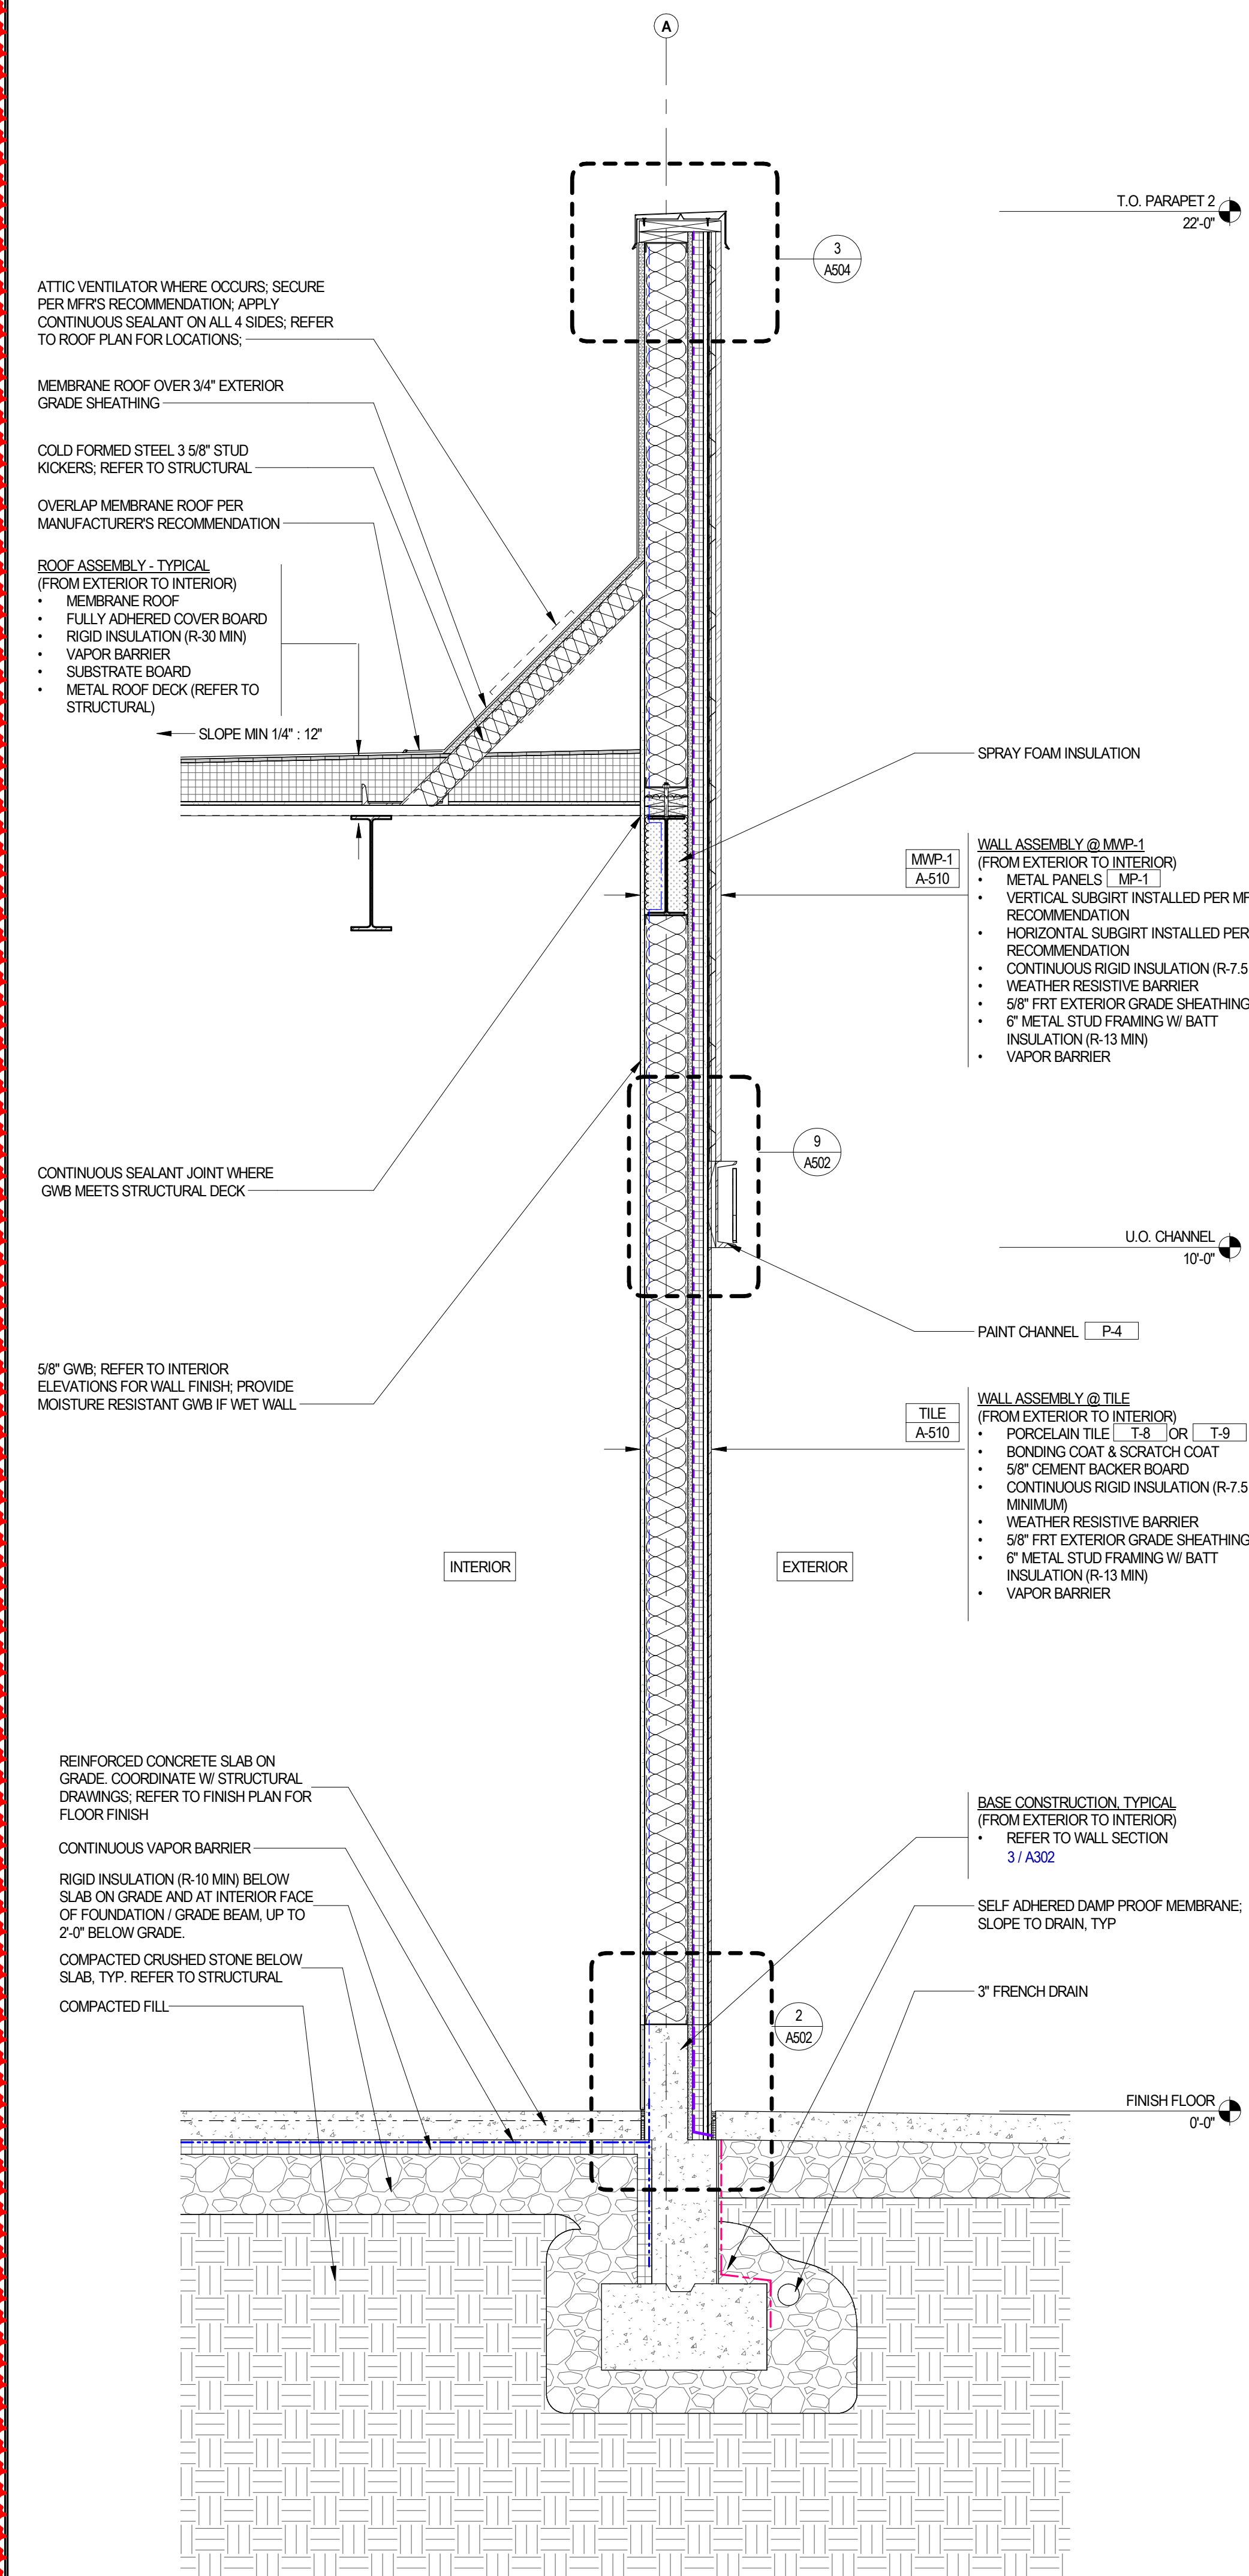 A
T.O. PARAPET 2
22'-0"
3
A504
ATTIC VENTILATOR WHERE OCCURS; SECURE
PER MFR'S RECOMMENDATION; APPLY
CONTINUOUS SEALANT ON ALL 4 SIDES; REFER
TO ROOF PLAN FOR LOCATIONS;
MEMBRANE ROOF OVER 3/4" EXTERIOR
GRADE SHEATHING
COLD FORMED STEEL 3 5/8" STUD
KICKERS; REFER TO STRUCTURAL
OVERLAP MEMBRANE ROOF PER
MANUFACTURER'S RECOMMENDATION
ROOF ASSEMBLY - TYPICAL
(FROM EXTERIOR TO INTERIOR)
• MEMBRANE ROOF
• FULLY ADHERED COVER BOARD
• RIGID INSULATION (R-30 MIN)
• VAPOR BARRIER
• SUBSTRATE BOARD
• METAL ROOF DECK (REFER TO
STRUCTURAL)
SLOPE MIN 1/4" : 12"
SPRAY FOAM INSULATION
MWP-1
A-510
WALL ASSEMBLY @ MWP-1
(FROM EXTERIOR TO INTERIOR)
• METAL PANELS MP-1
• VERTICAL SUBGIRT INSTALLED PER MF
RECOMMENDATION
• HORIZONTAL SUBGIRT INSTALLED PER
RECOMMENDATION
• CONTINUOUS RIGID INSULATION (R-7.5
• WEATHER RESISTIVE BARRIER
• 5/8" FRT EXTERIOR GRADE SHEATHING
• 6" METAL STUD FRAMING W/ BATT
INSULATION (R-13 MIN)
• VAPOR BARRIER
9
A502
CONTINUOUS SEALANT JOINT WHERE
GWB MEETS STRUCTURAL DECK
U.O. CHANNEL
10'-0"
PAINT CHANNEL P-4
5/8" GWB; REFER TO INTERIOR
ELEVATIONS FOR WALL FINISH; PROVIDE
MOISTURE RESISTANT GWB IF WET WALL
TILE
A-510
WALL ASSEMBLY @ TILE
(FROM EXTERIOR TO INTERIOR)
• PORCELAIN TILE T-8 OR T-9
• BONDING COAT & SCRATCH COAT
• 5/8" CEMENT BACKER BOARD
• CONTINUOUS RIGID INSULATION (R-7.5
MINIMUM)
• WEATHER RESISTIVE BARRIER
• 5/8" FRT EXTERIOR GRADE SHEATHING
• 6" METAL STUD FRAMING W/ BATT
INSULATION (R-13 MIN)
• VAPOR BARRIER
INTERIOR
EXTERIOR
REINFORCED CONCRETE SLAB ON
GRADE. COORDINATE W/ STRUCTURAL
DRAWINGS; REFER TO FINISH PLAN FOR
FLOOR FINISH
CONTINUOUS VAPOR BARRIER
RIGID INSULATION (R-10 MIN) BELOW
SLAB ON GRADE AND AT INTERIOR FACE
OF FOUNDATION / GRADE BEAM, UP TO
2'-0" BELOW GRADE.
COMPACTED CRUSHED STONE BELOW
SLAB, TYP. REFER TO STRUCTURAL
COMPACTED FILL
BASE CONSTRUCTION, TYPICAL
(FROM EXTERIOR TO INTERIOR)
• REFER TO WALL SECTION
3 / A302
SELF ADHERED DAMP PROOF MEMBRANE;
SLOPE TO DRAIN, TYP
3" FRENCH DRAIN
2
A502
FINISH FLOOR
0'-0"